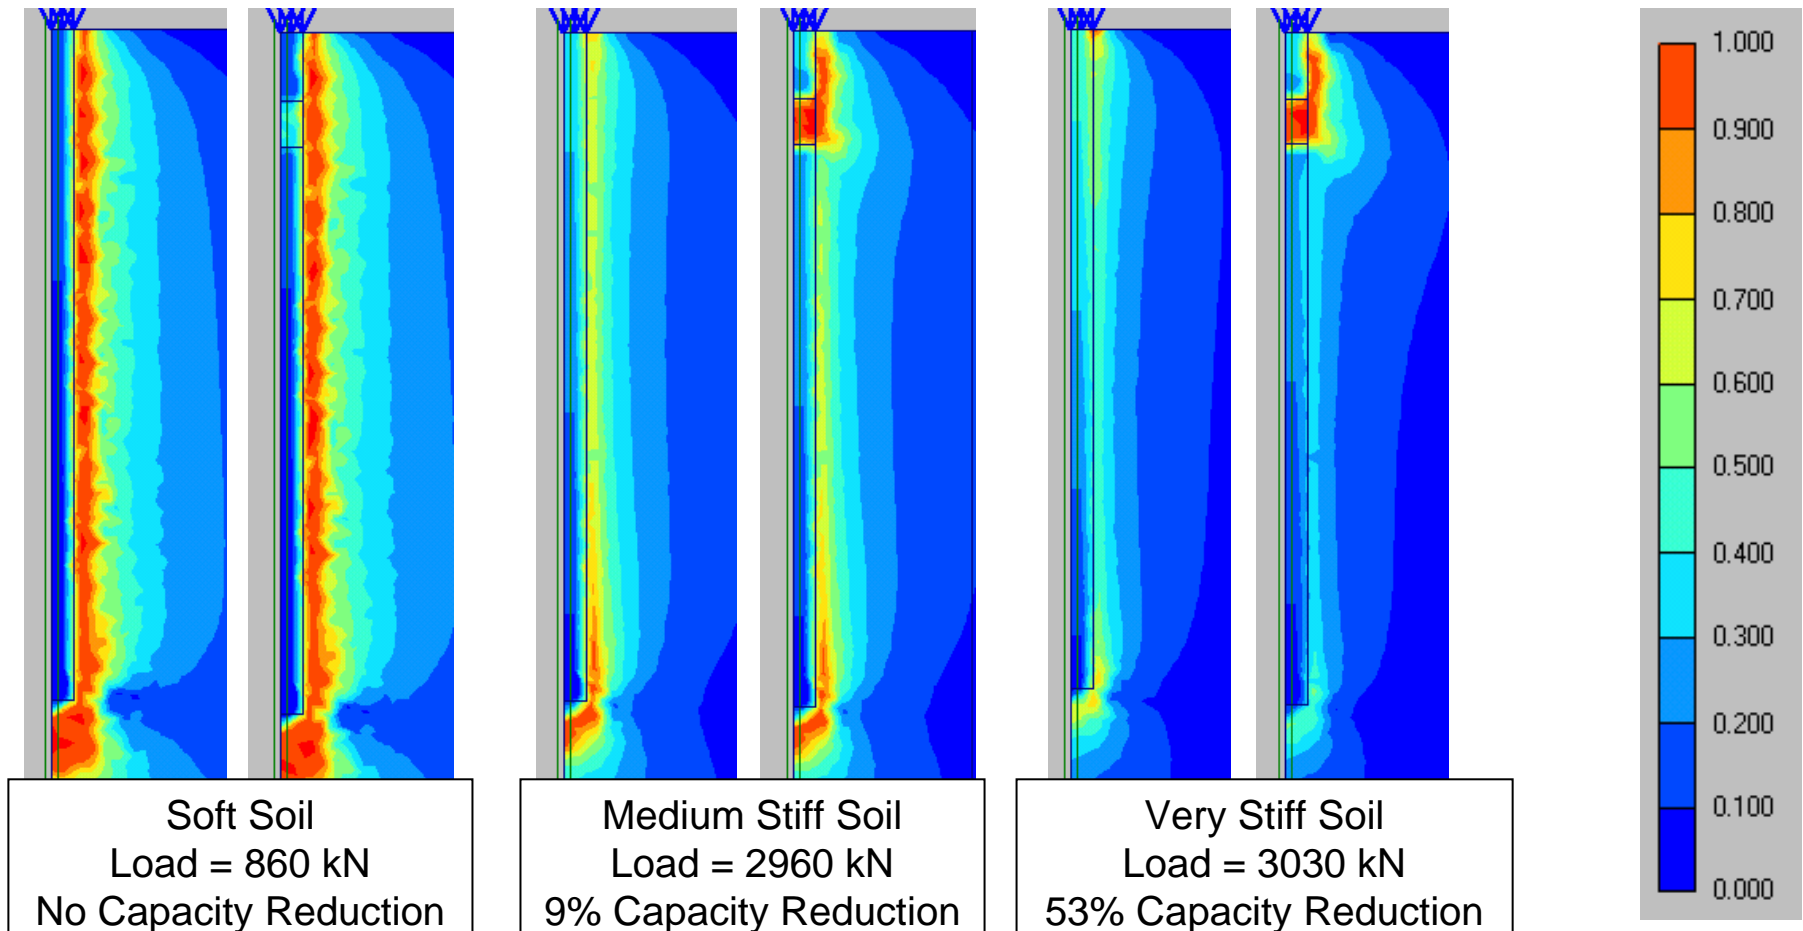 1.000
0.900
0.800
0.700
0.600
0.500
0.400
0.300
0.200
0.100
0.000
Soft Soil
Load = 860 kN
No Capacity Reduction
Medium Stiff Soil
Load = 2960 kN
9% Capacity Reduction
Very Stiff Soil
Load = 3030 kN
53% Capacity Reduction